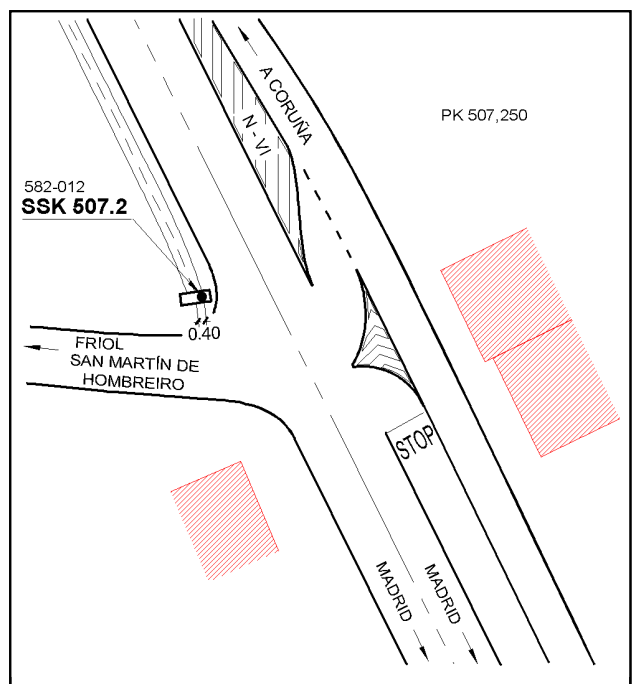 A CORUÑA
N - VI
PK 507,250
582-012
SSK 507.2
0.40
FRIOL
SAN MARTÍN DE
HOMBREIRO
STOP
MADRID
MADRID